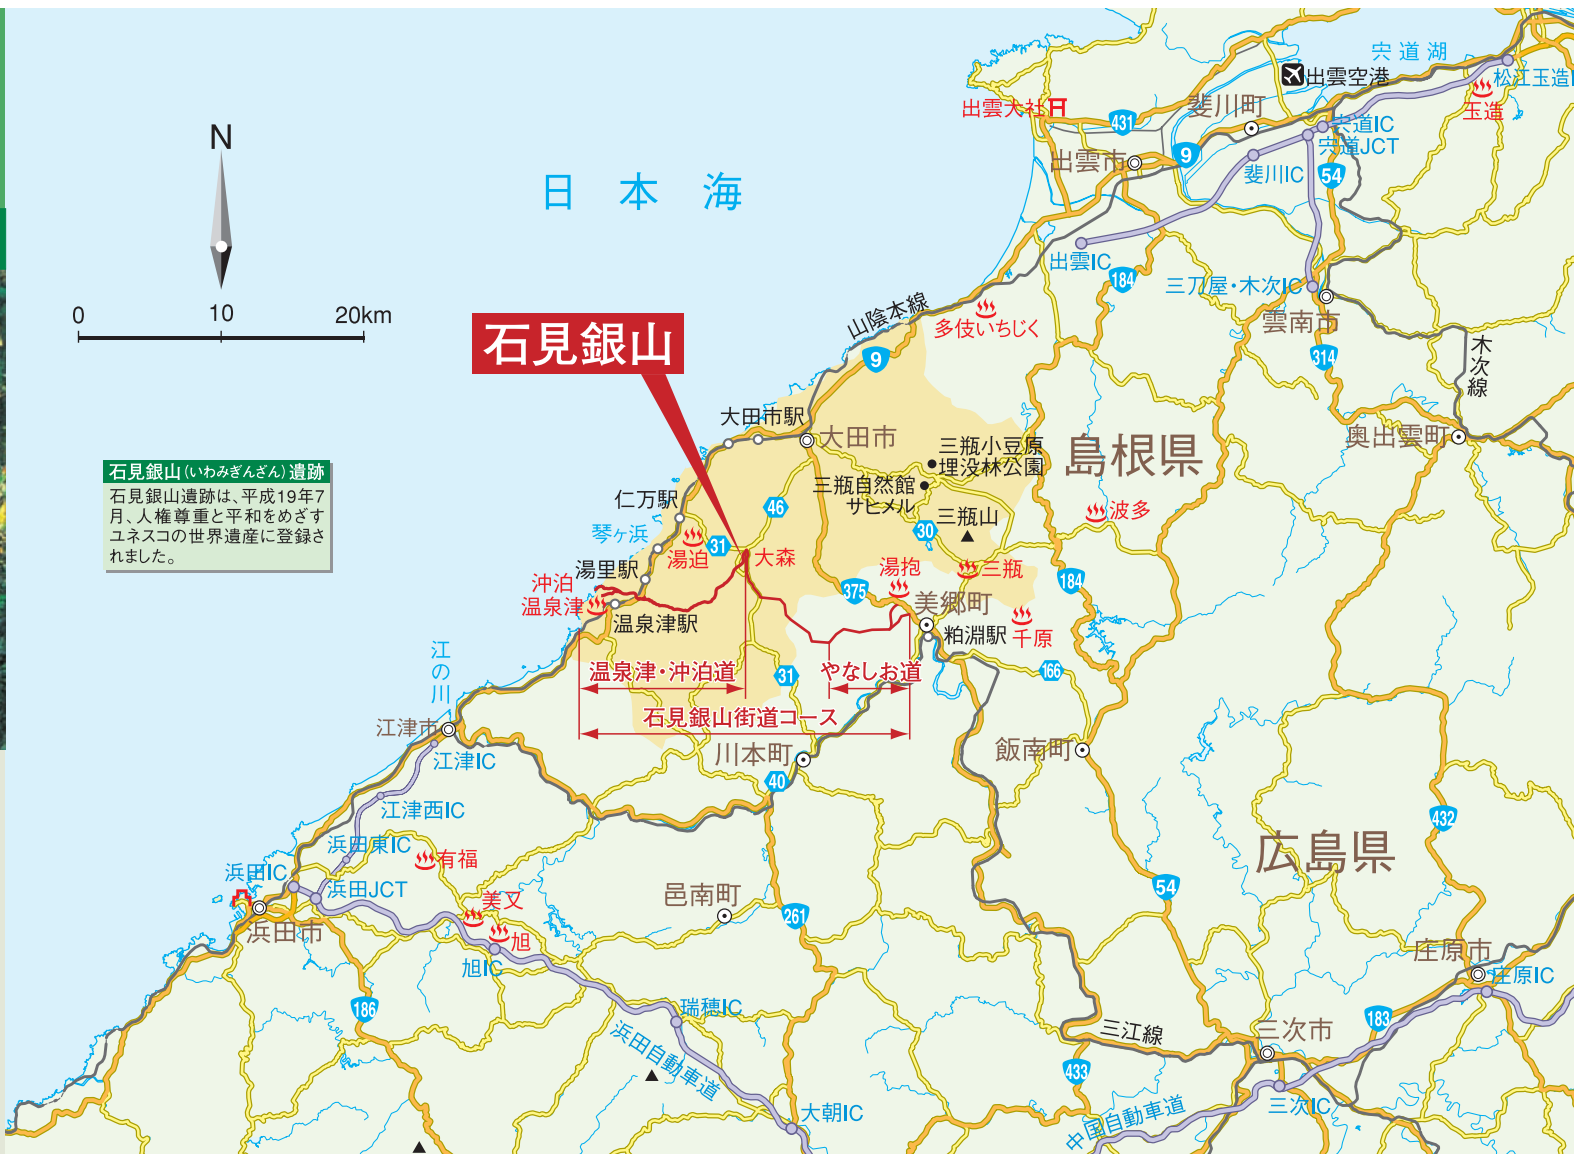 宍道湖
出雲空港
松江玉造I
玉造
出雲大社
431
斐川町
宍道IC
宍道JCT
出雲市
9
斐川IC
54
N
日本海
出雲IC
184
三刀屋・木次IC
雲南市
0
10
20km
山陰本線
多伎いちじく
石見銀山
9
314
木次線
大田市駅
大田市
奥出雲町
三瓶小豆原
埋没林公園
島根県
三瓶自然館
サヒメル
石見銀山(いわみぎんざん)遺跡
石見銀山遺跡は、平成19年7
月、人権尊重と平和をめざす
ユネスコの世界遺産に登録さ
れました。
仁万駅
46
三瓶山
波多
30
琴ヶ浜
湯迫
31
大森
湯里駅
湯抱
三瓶
184
沖泊
温泉津
375
美郷町
温泉津駅
粕淵駅
千原
江の川
温泉津・沖泊道
31
やなしお道
166
石見銀山街道コース
江津市
江津IC
川本町
飯南町
40
江津西IC
432
浜田東IC
有福
広島県
浜田IC
浜田JCT
美又
邑南町
54
261
浜田市
旭
旭IC
庄原市
庄原IC
186
瑞穂IC
183
三江線
三次市
浜田自動車道
433
大朝IC
中国自動車道
三次IC